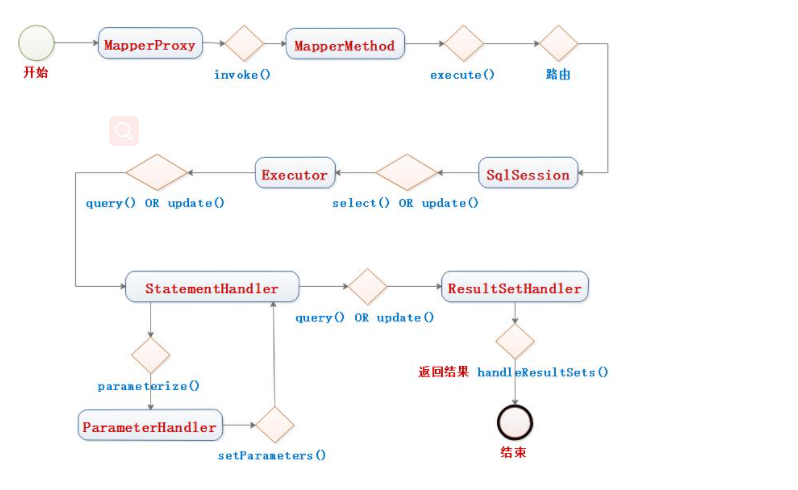 MapperProxy
MapperMethod
开始
invoke()
execute()
路由
Executor
SqlSession
query() OR update()
select() OR update()
StatementHandler
ResultSetHandler
query() OR update()
返回结果 handleResultSets()
parameterize()
ParameterHandler
setParameters()
结束